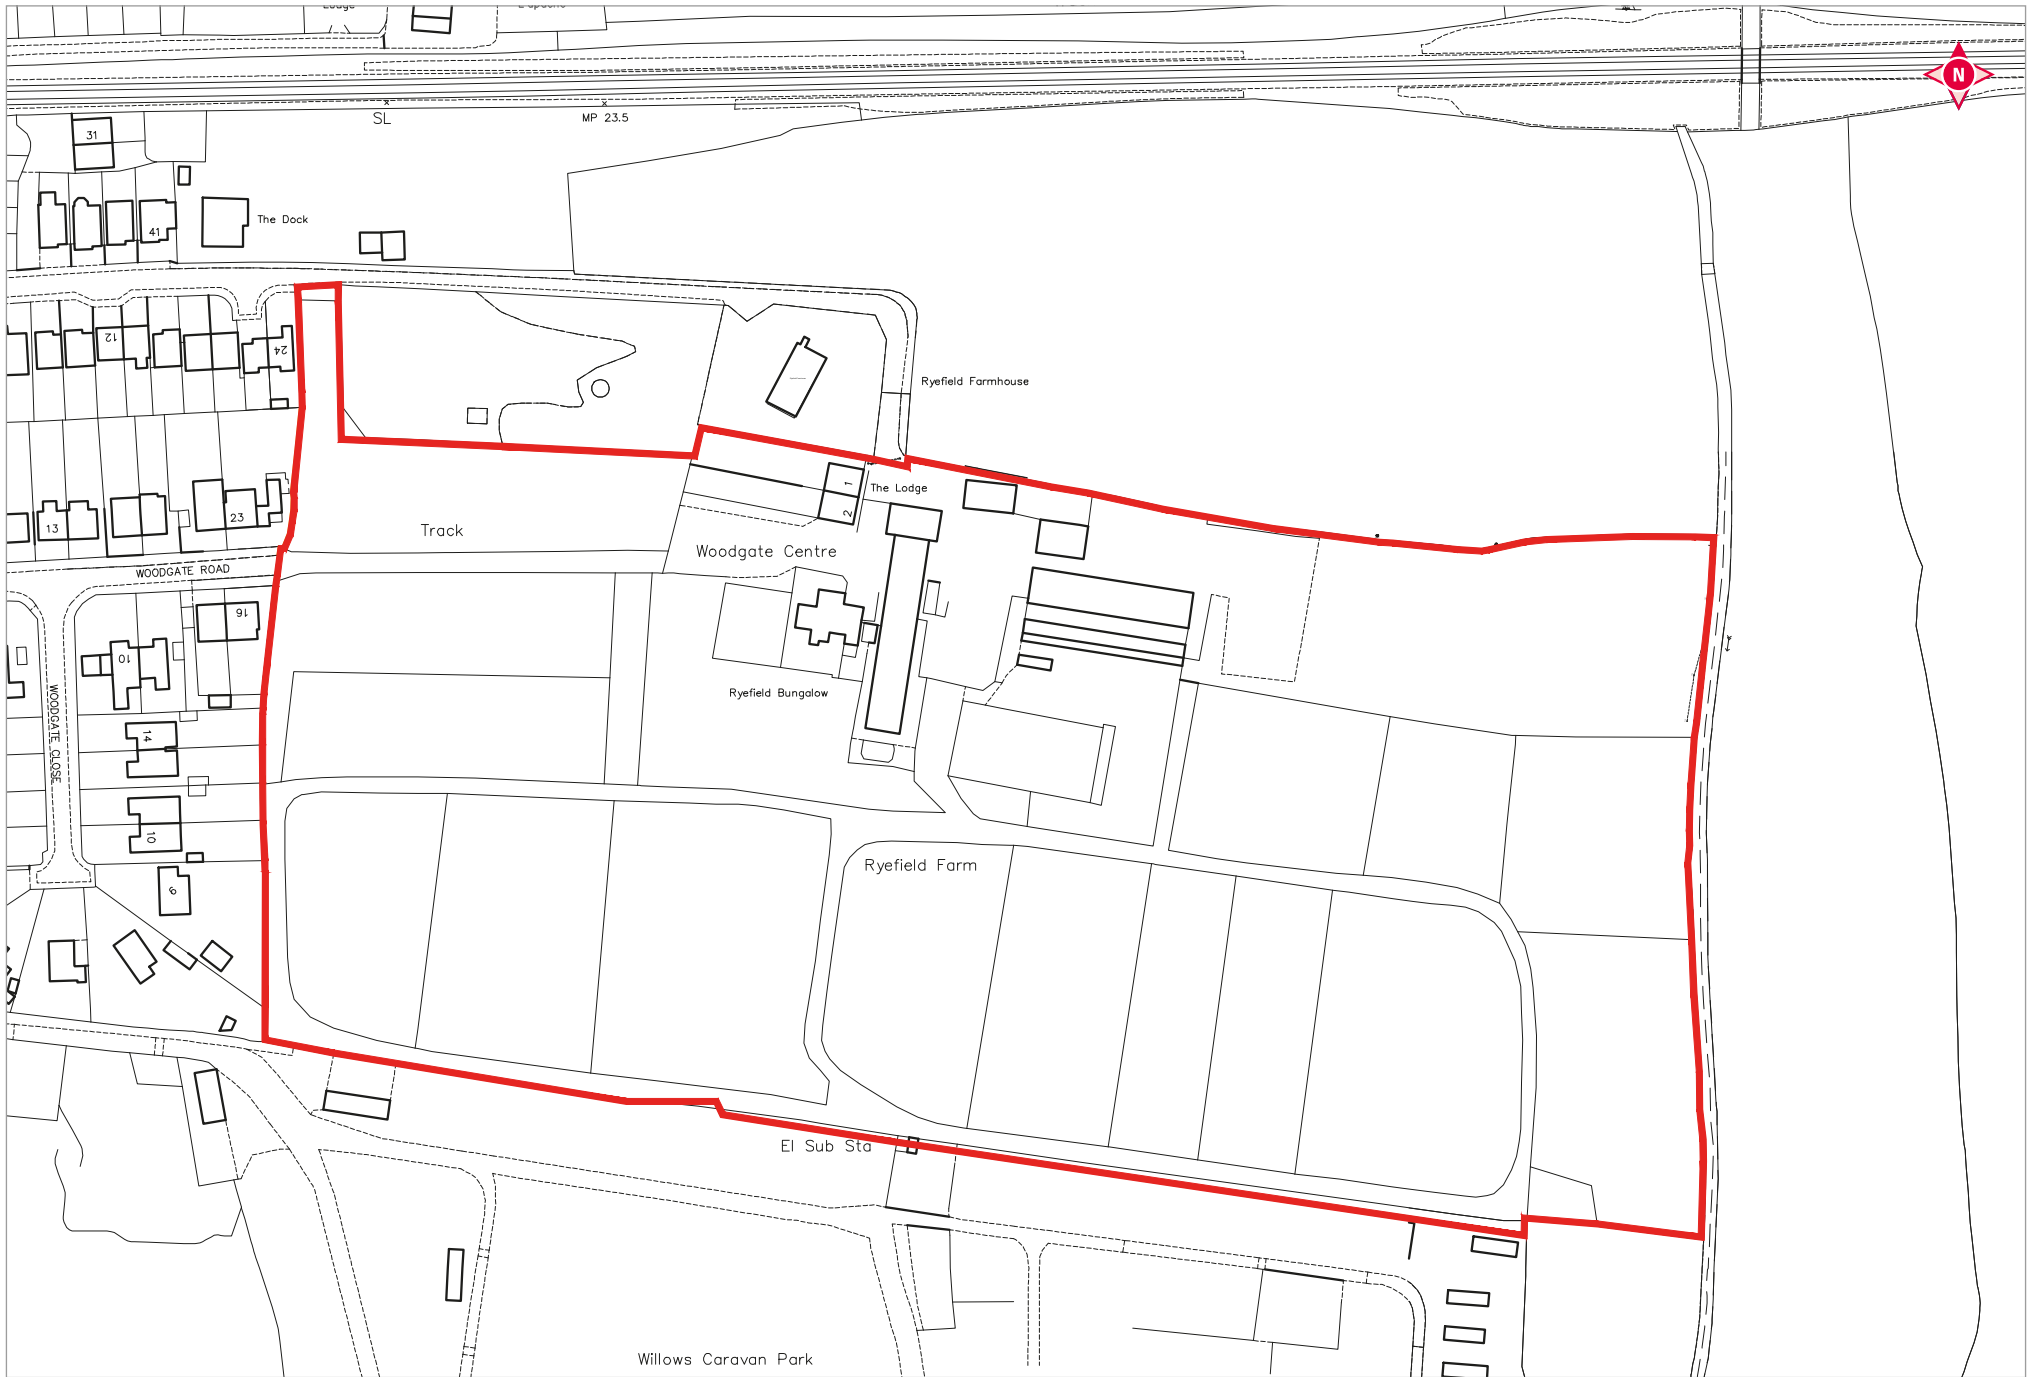 N
SL
MP 23.5
31
The Dock
41
12
24
Ryefield Farmhouse
1
The Lodge
2
13
23
Track
Woodgate Centre
WOODGATE ROAD
16
10
Ryefield Bungalow
WOODGATE CLOSE
14
10
Ryefield Farm
9
El Sub Sta
Willows Caravan Park